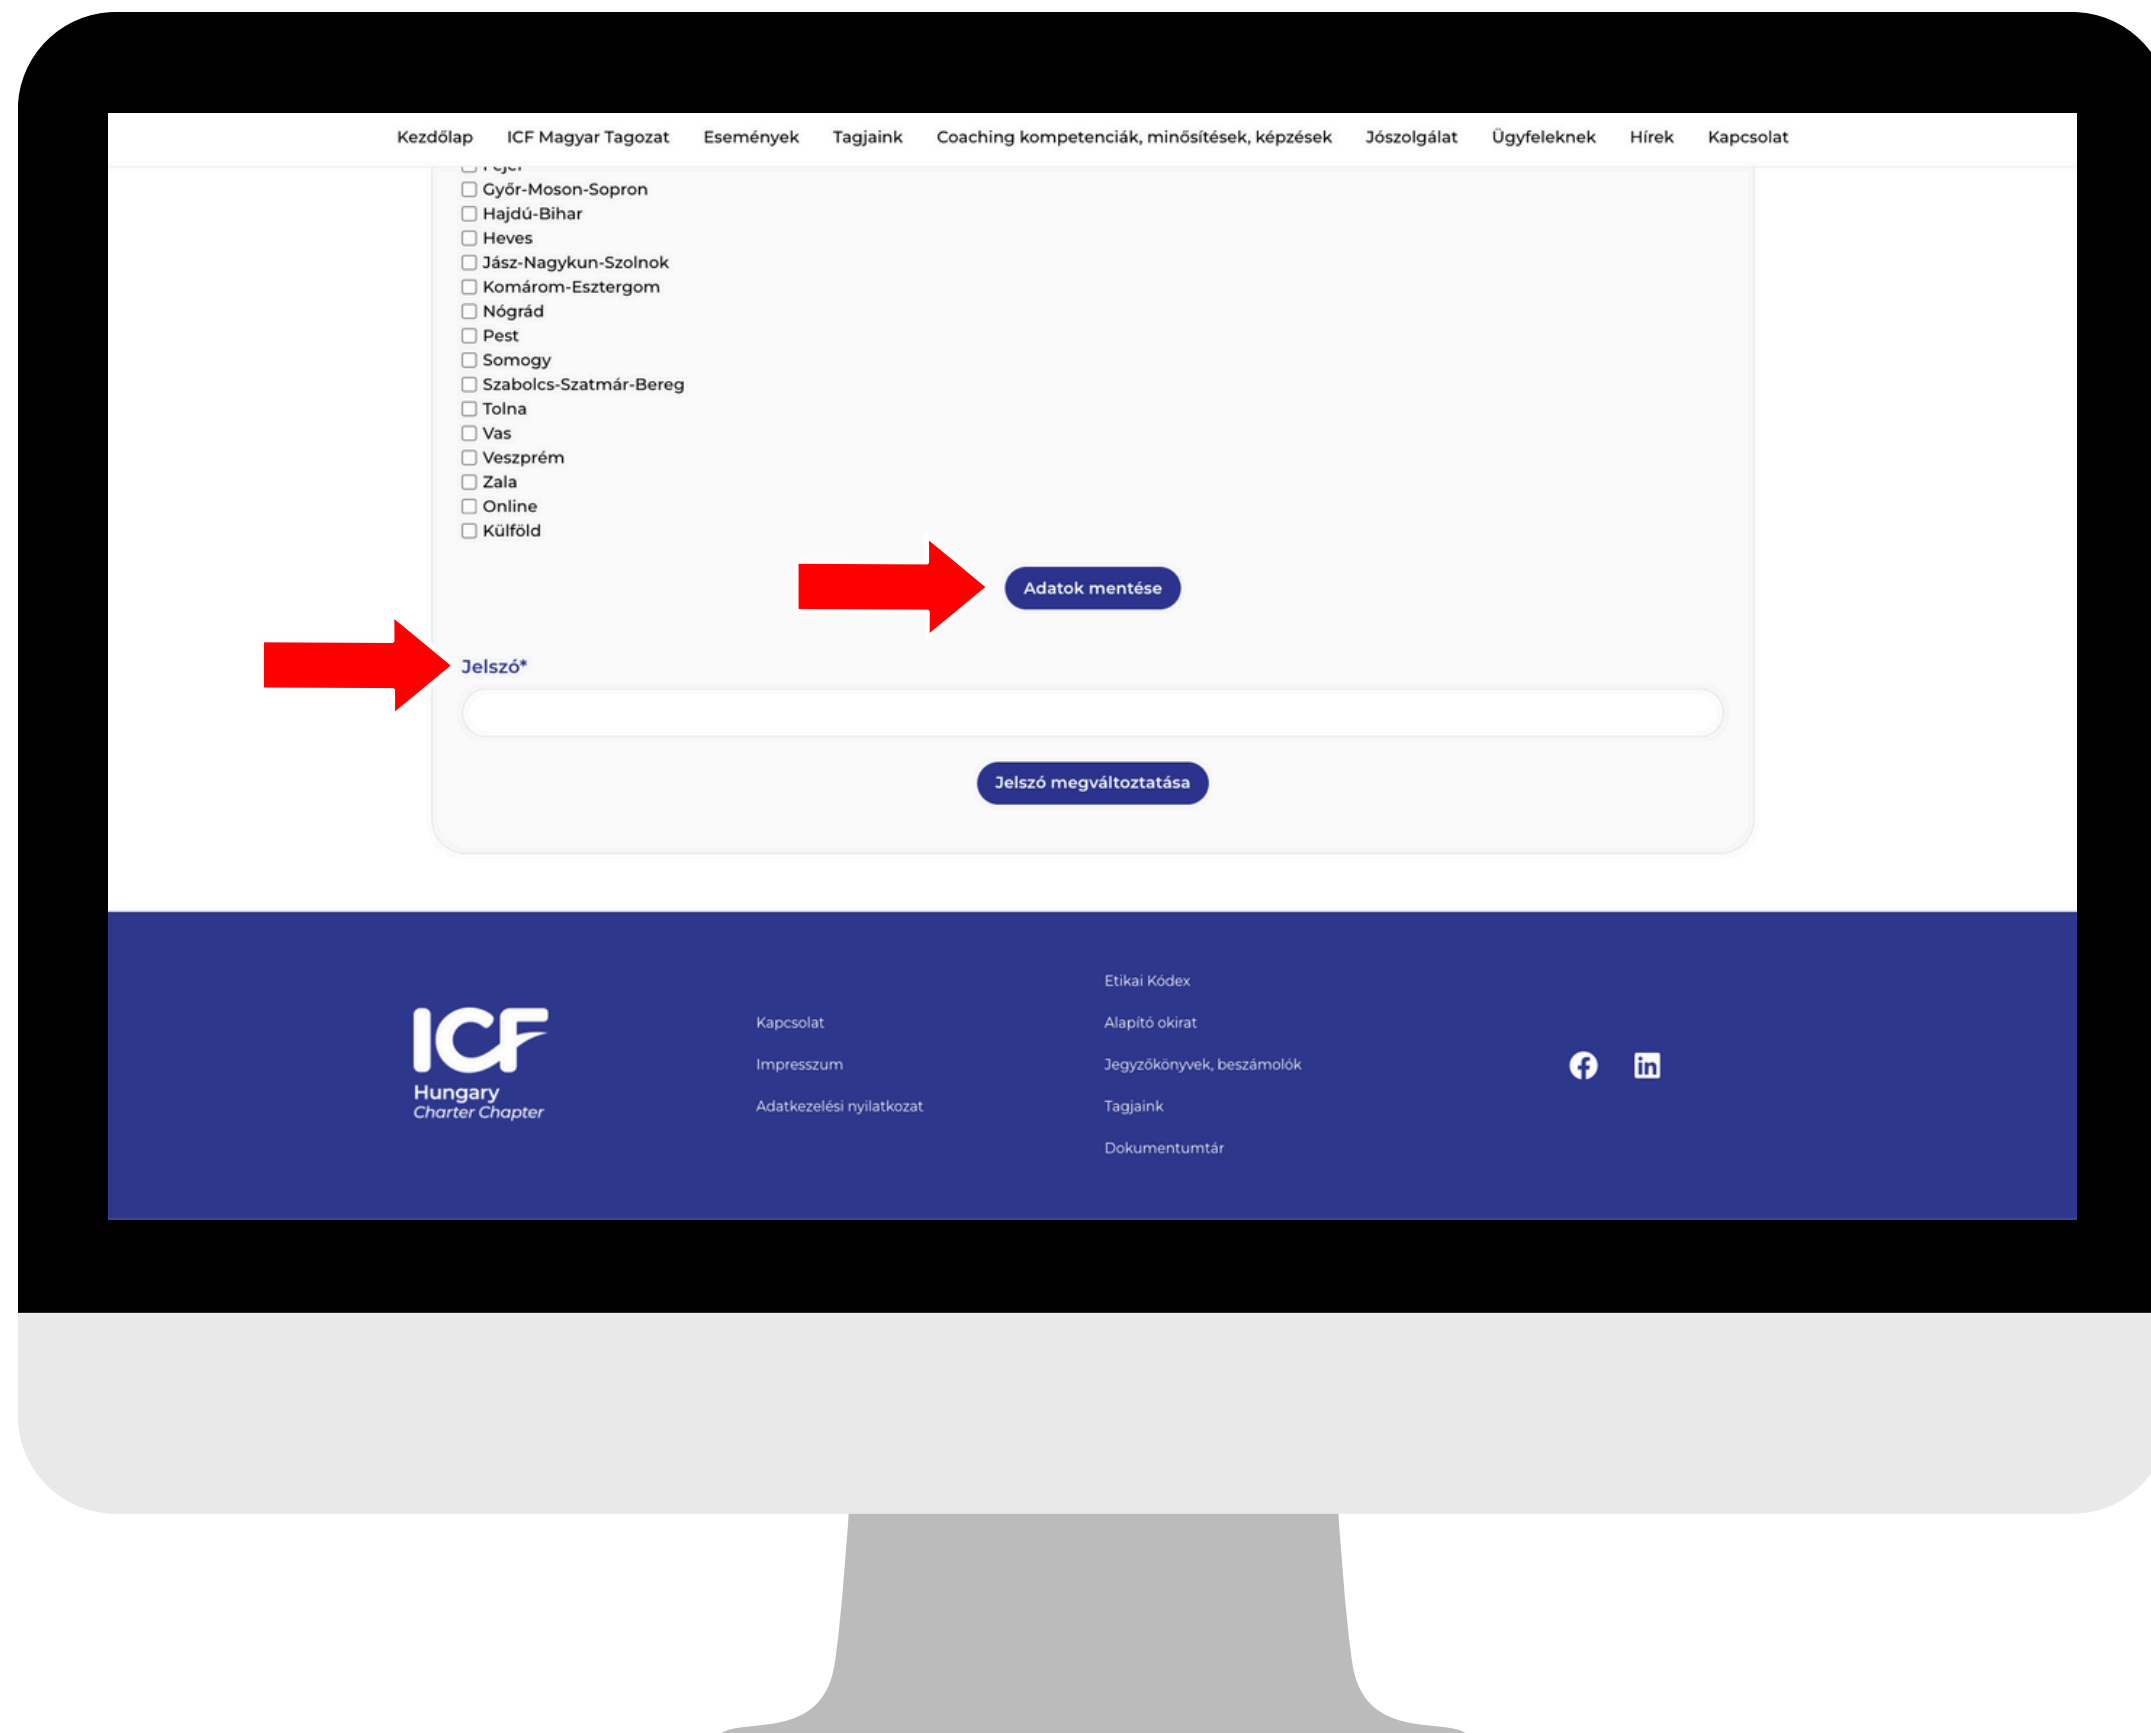 Kezdőlap ICF Magyar Tagozat Események Tagjaink Coaching kompetenciák, minősítések, képzések Jószolgálat Ügyfeleknek Hírek Kapcsolat
Győr-Moson-Sopron
Hajdú-Bihar
Heves
Jász-Nagykun-Szolnok
Komárom-Esztergom
Nógrád
Pest
Somogy
Szabolcs-Szatmár-Bereg
Tolna
Vas
Veszprém
Zala
Online
Külföld
Adatok mentése
Jelszó*
Jelszó megváltoztatása
ICF
Hungary
Charter Chapter
Kapcsolat
Impresszum
Adatkezelési nyilatkozat
Etikai Kódex
Alapító okirat
Jegyzőkönyvek, beszámolók
Tagjaink
Dokumentumtár